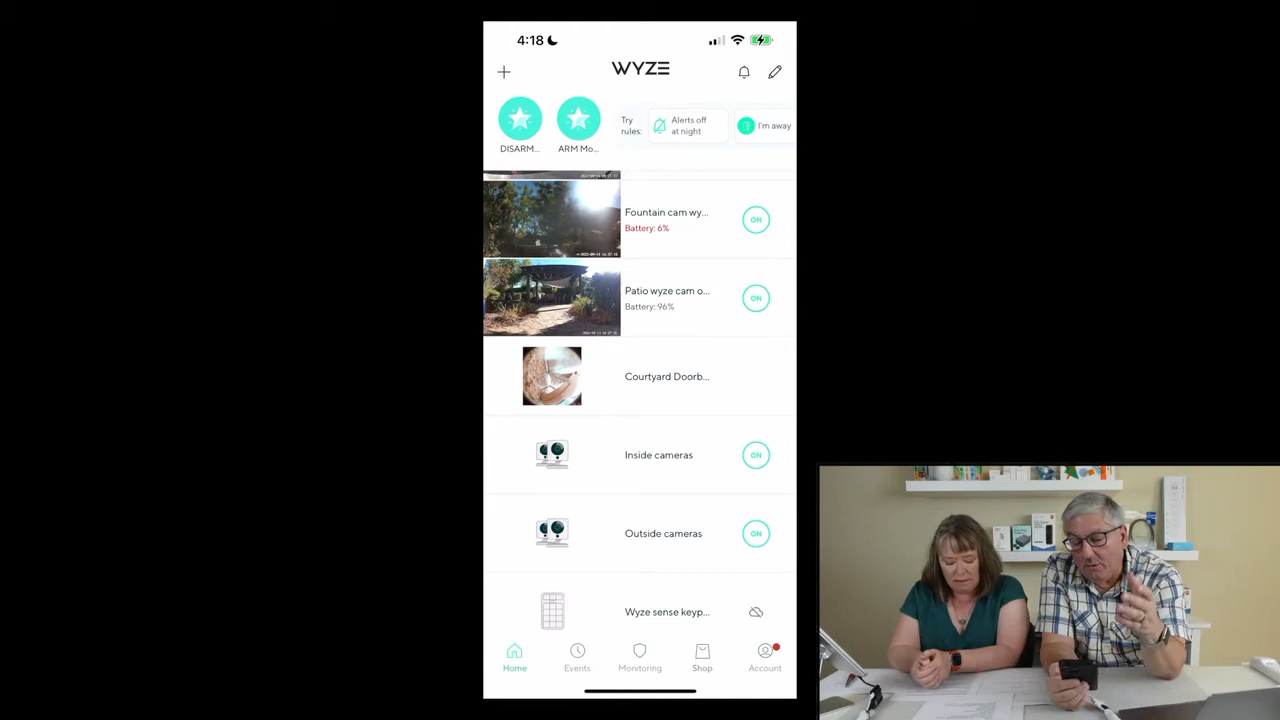 4:18
WYZE
DISARM...
ARM Mo...
Try
rules:
Alerts off
at night
I'm away
Fountain cam wy...
Battery: 6%
ON
Patio wyze cam o...
Battery: 96%
ON
Courtyard Doorb...
Inside cameras
ON
Outside cameras
ON
Wyze sense keyp...
Home
Events
Monitoring
Shop
Account